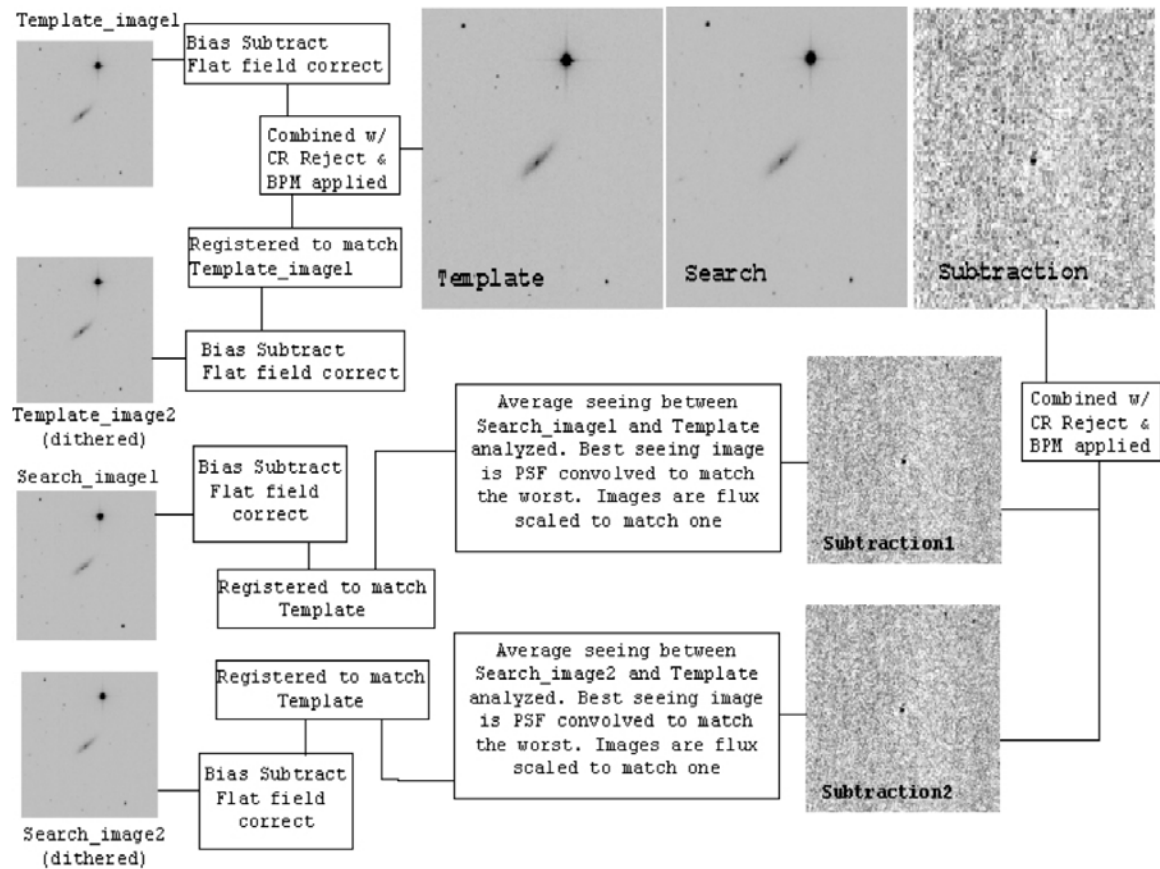 Template_image1
Bias Subtract
Flat field correct
Combined w/
CR Reject &
BPM applied
Registered to match
Template_image1
Bias Subtract
Flat field correct
Template_image2
(dithered)
Template
Search
Subtraction
Search_image1
Bias Subtract
Flat field
correct
Registered to match
Template
Average seeing between
Search_image1 and Template
analyzed. Best seeing image
is PSF convolved to match
the worst. Images are flux
scaled to match one
Subtraction1
Combined w/
CR Reject &
BPM applied
Registered to match
Template
Bias Subtract
Flat field
correct
Search_image2
(dithered)
Average seeing between
Search_image2 and Template
analyzed. Best seeing image
is PSF convolved to match
the worst. Images are flux
scaled to match one
Subtraction2